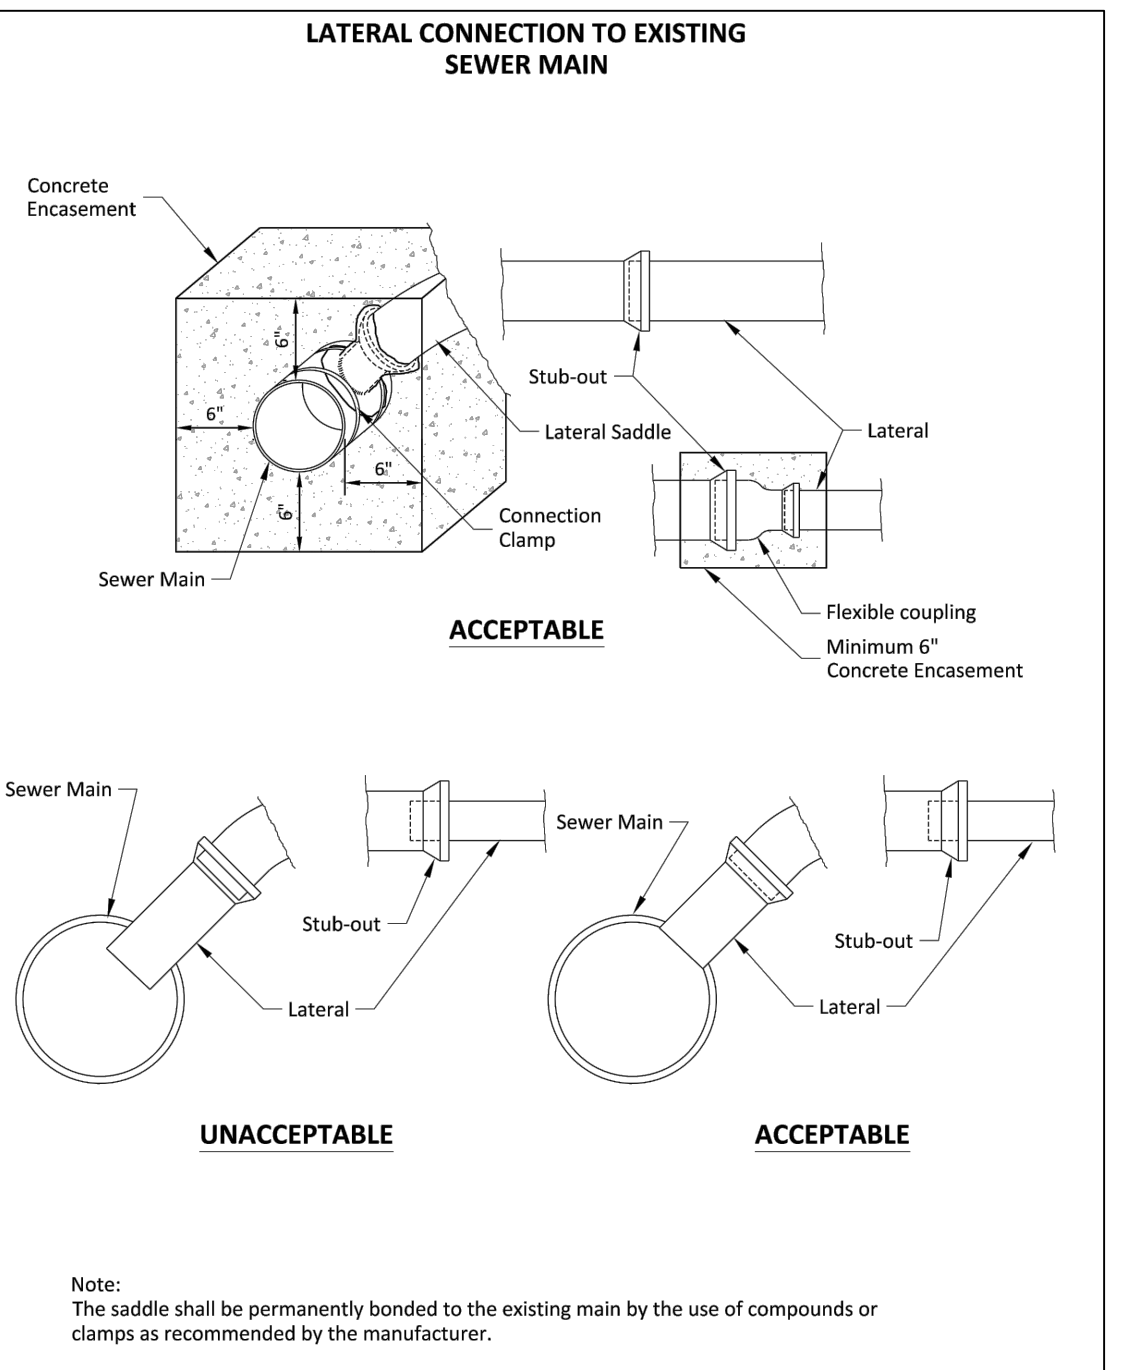 LATERAL CONNECTION TO EXISTING
SEWER MAIN
Concrete
Encasement
6"
6"
6"
6"
Stub-out
Lateral Saddle
Lateral
Connection
Clamp
Sewer Main
Flexible coupling
ACCEPTABLE
Minimum 6"
Concrete Encasement
Sewer Main
Stub-out
Lateral
UNACCEPTABLE
Sewer Main
Stub-out
Lateral
ACCEPTABLE
Note:
The saddle shall be permanently bonded to the existing main by the use of compounds or
clamps as recommended by the manufacturer.